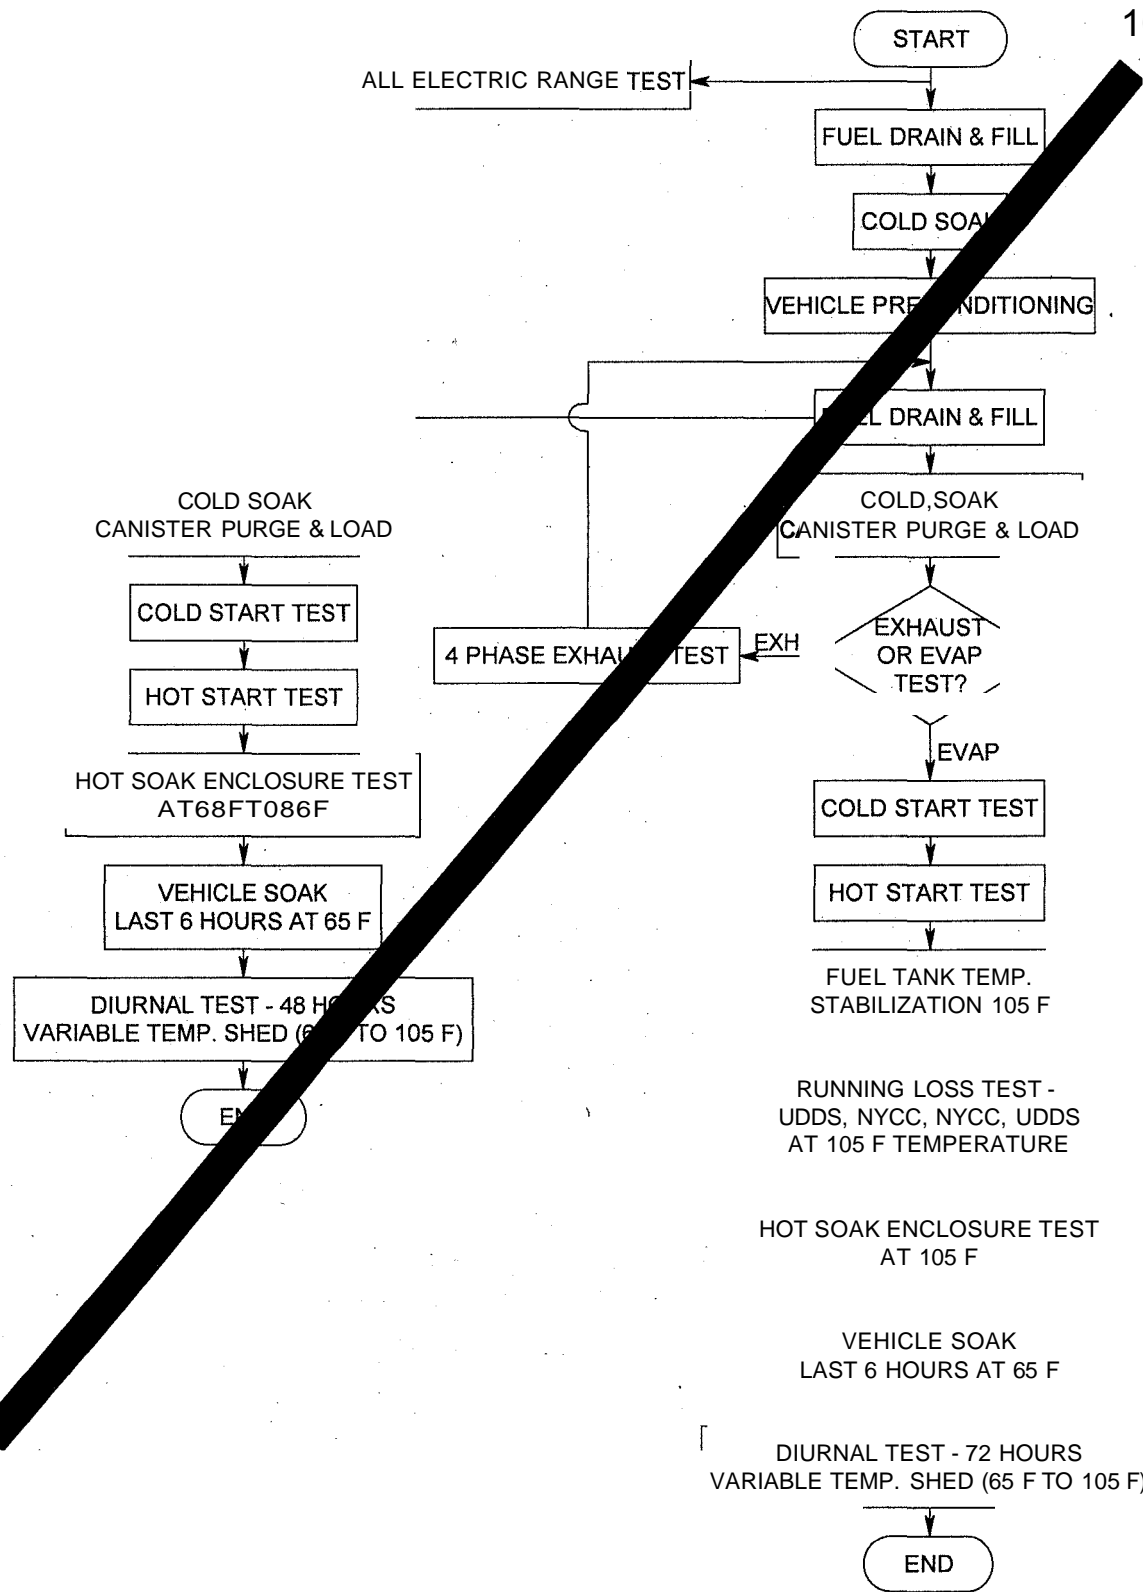 1
START
ALL ELECTRIC RANGE TEST
FUEL DRAIN & FILL
COLD
VEHICLE
DRAIN & FILL
COLD SOAK
CANISTER PURGE & LOAD
COLD,SOAK
CANISTER PURGE & LOAD
COLD START TEST
EXHAUST
OR EVAP
TEST?
EXH
4 PHASE TEST
HOT START TEST
EVAP
HOT SOAK ENCLOSURE TEST
AT68FT086F
COLD START TEST
VEHICLE SOAK
LAST 6 HOURS AT 65 F
HOT START TEST
DIURNAL TEST - 48
VARIABLE TEMP. SHED TO 105 F)
FUEL TANK TEMP.
STABILIZATION 105 F
RUNNING LOSS TEST -
UDDS, NYCC, NYCC, UDDS
AT 105 F TEMPERATURE
HOT SOAK ENCLOSURE TEST
AT 105 F
VEHICLE SOAK
LAST 6 HOURS AT 65 F
DIURNAL TEST - 72 HOURS
VARIABLE TEMP. SHED (65 F TO 105 F)
END